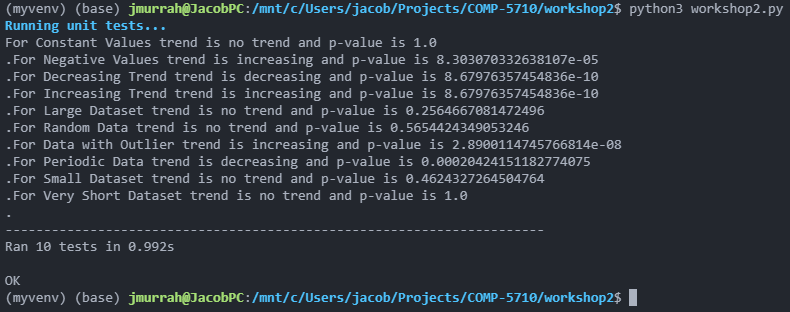 (myvenv) (base) jmurrah@JacobPC:/mnt/c/Users/jacob/Projects/COMP-5710/workshop2$ python3 workshop2.py
Running unit tests...
For Constant Values trend is no trend and p-value is 1.0
.For Negative Values trend is increasing and p-value is 8.303070332638107e-05
.For Decreasing Trend trend is decreasing and p-value is 8.67976357454836e-10
.For Increasing Trend trend is increasing and p-value is 8.67976357454836e-10
.For Large Dataset trend is no trend and p-value is 0.2564667081472496
.For Random Data trend is no trend and p-value is 0.5654424349053246
.For Data with Outlier trend is increasing and p-value is 2.8900114745766814e-08
.For Periodic Data trend is decreasing and p-value is 0.00020424151182774075
.For Small Dataset trend is no trend and p-value is 0.4624327264504764
.For Very Short Dataset trend is no trend and p-value is 1.0
.
----------------------------------------------------------------------
Ran 10 tests in 0.992s
OK
(myvenv) (base) jmurrah@JacobPC:/mnt/c/Users/jacob/Projects/COMP-5710/workshop2$